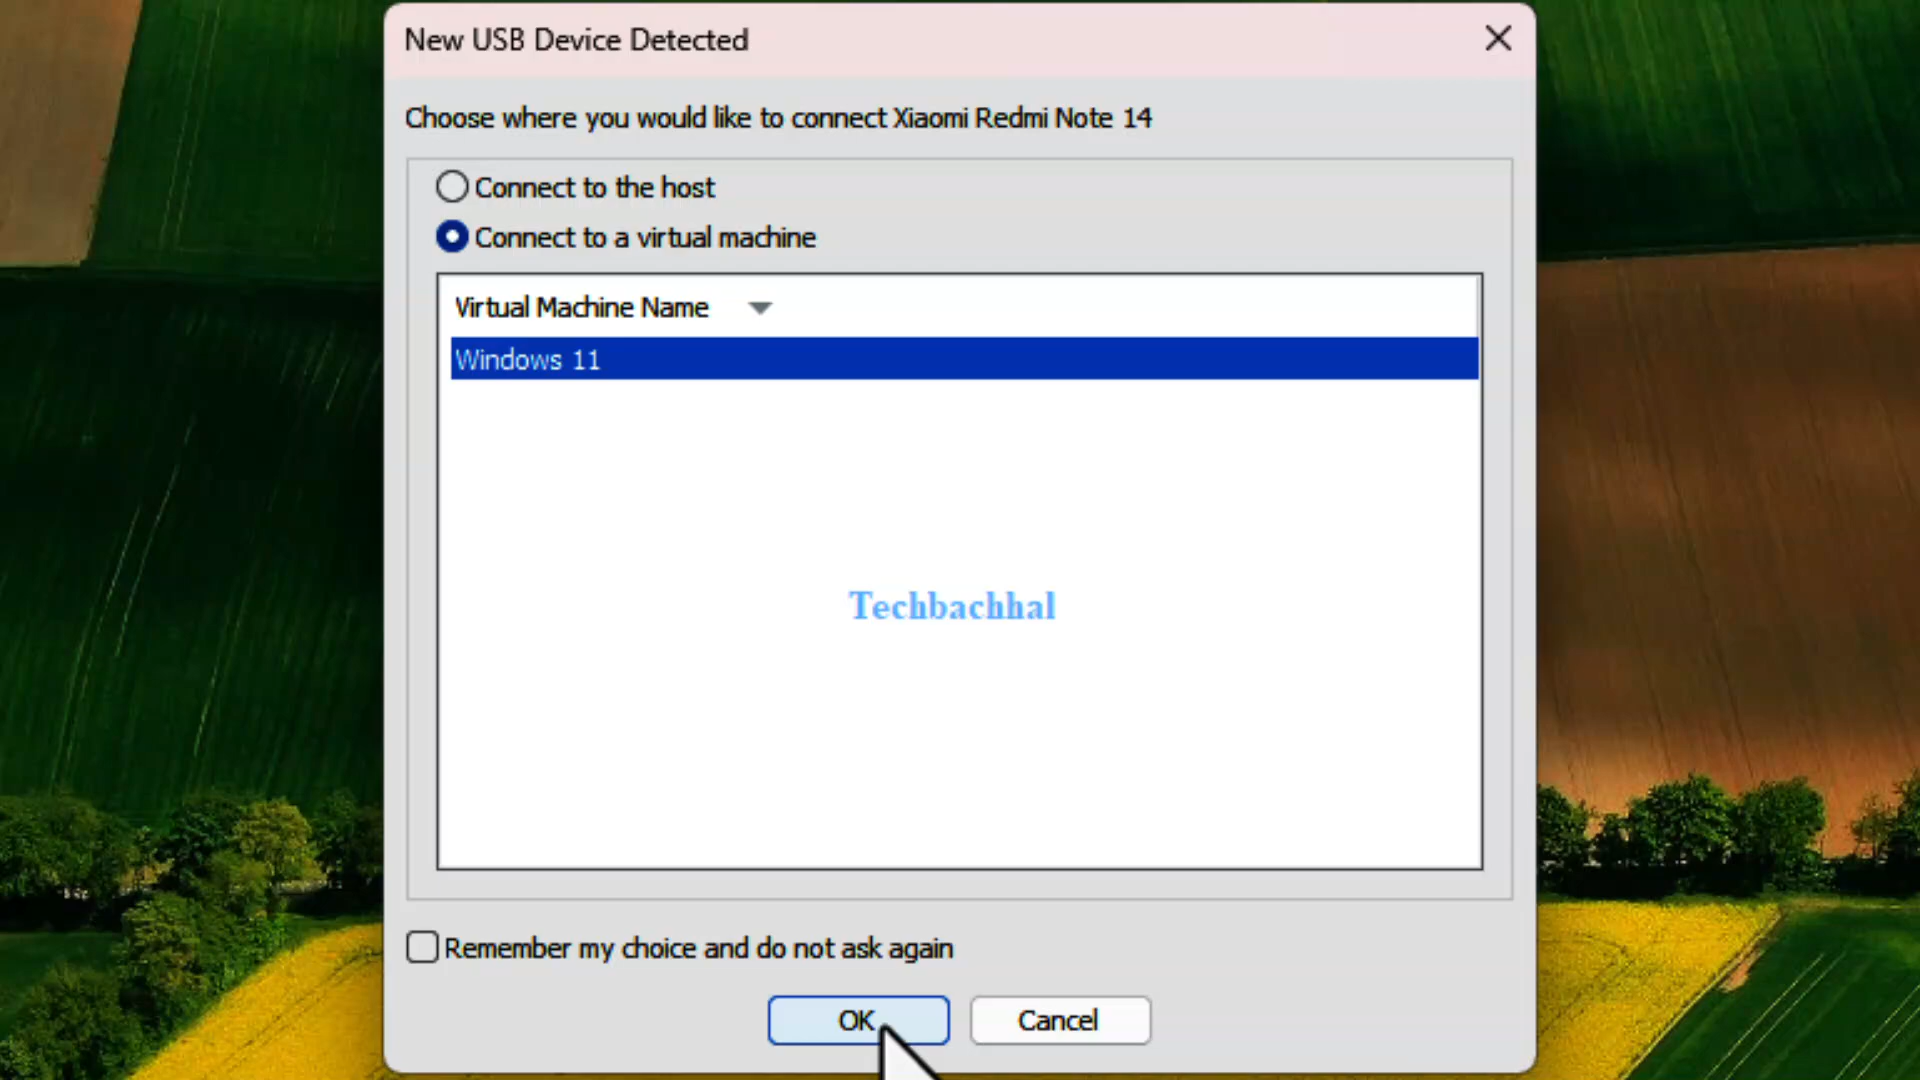 New USB Device Detected
Choose where you would like to connect Xiaomi Redmi Note 14
Connect to the host
Connect to a virtual machine
Virtual Machine Name
Windows 11
Techbachhal
Remember my choice and do not ask again
OK Cancel